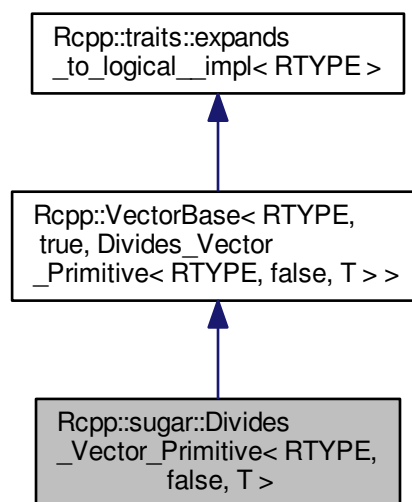 Rcpp::traits::expands
_to_logical__impl< RTYPE >
Rcpp::VectorBase< RTYPE,
true, Divides_Vector
_Primitive< RTYPE, false, T > >
Rcpp::sugar::Divides
_Vector_Primitive< RTYPE,
false, T >